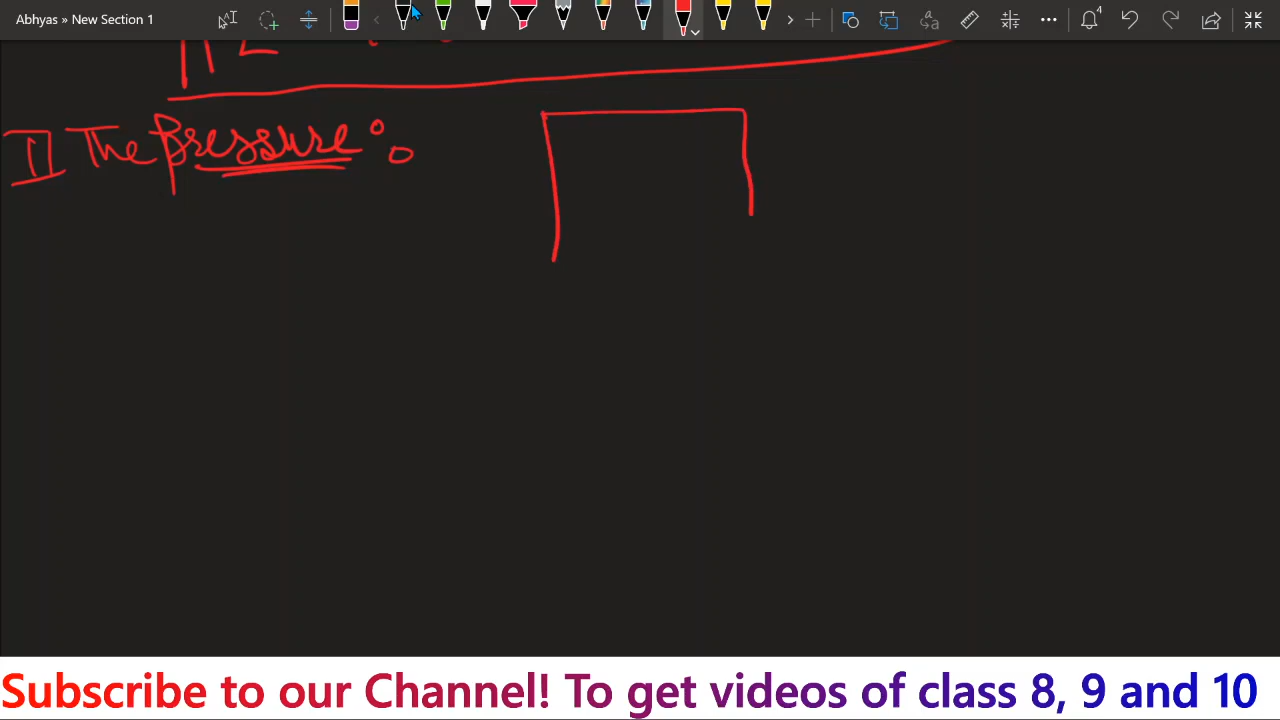 Abhyas » New Section 1
II The pressure :
Subscribe to our Channel! To get videos of class 8, 9 and 10